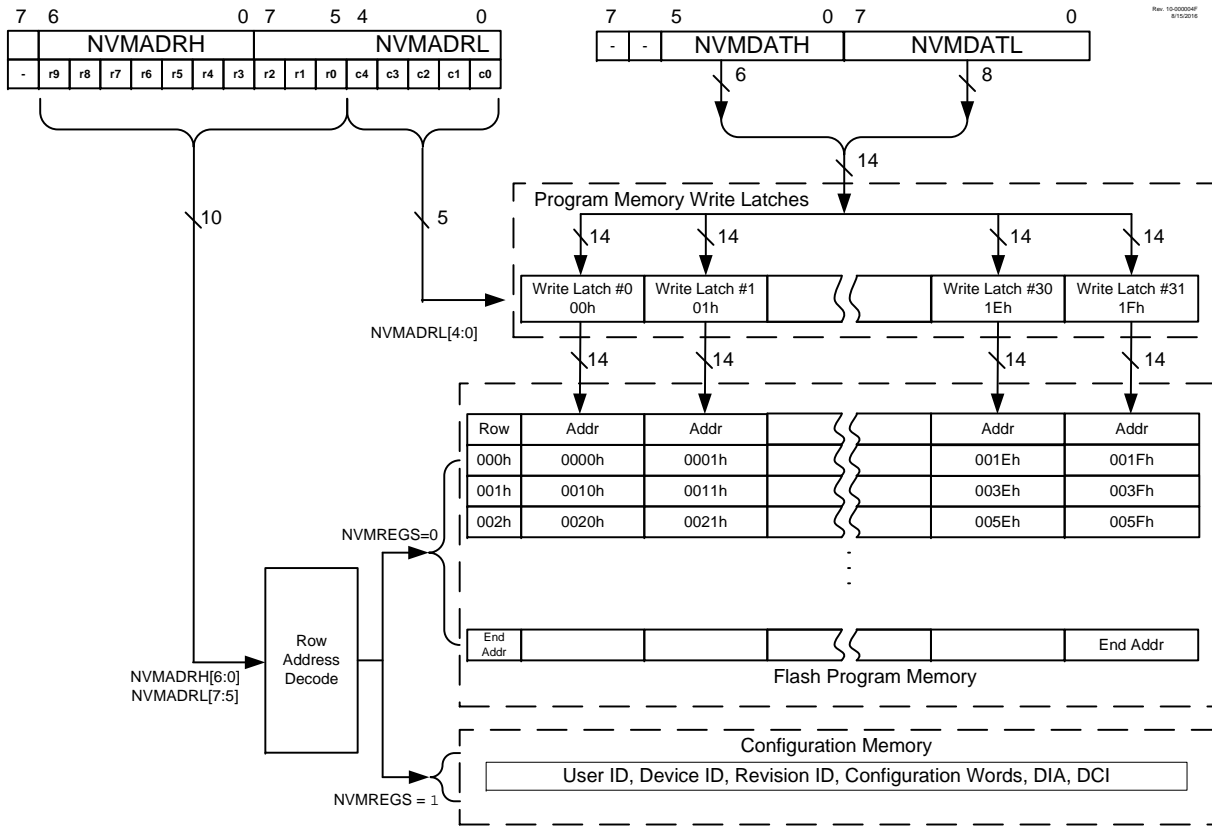 Rev. 10-000004F
8/15/2016
7 6 0 7 5 4 0
NVMADRH NVMADRL
- r9 r8 r7 r6 r5 r4 r3 r2 r1 r0 c4 c3 c2 c1 c0
7 5 0 7 0
- - NVMDATH NVMDATL
6 8
14
10 5
Program Memory Write Latches
14 14 14 14
Write Latch #0 Write Latch #1 Write Latch #30 Write Latch #31
00h 01h 1Eh 1Fh
NVMADRL[4:0]
14 14 14 14
Row Addr Addr Addr Addr
000h 0000h 0001h 001Eh 001Fh
001h 0010h 0011h 003Eh 003Fh
002h 0020h 0021h 005Eh 005Fh
NVMREGS=0
End
Addr
End Addr
Flash Program Memory
Row
Address
Decode
NVMADRH[6:0]
NVMADRL[7:5]
Configuration Memory
User ID, Device ID, Revision ID, Configuration Words, DIA, DCI
NVMREGS = 1